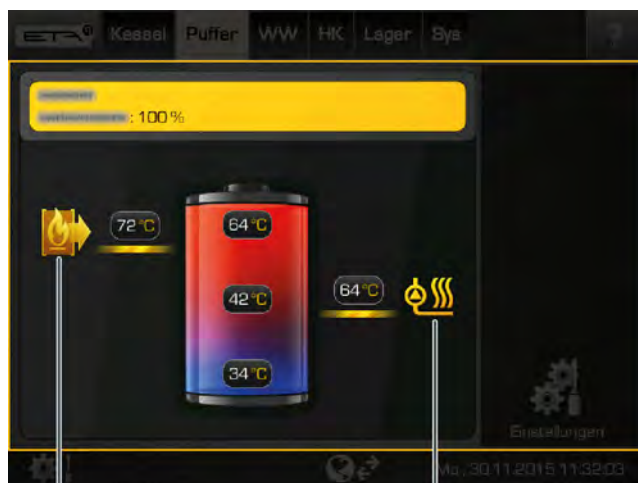 ETA Kessel Puffer WW HK Lager Sys ?
: 100 %
72 °C
64 °C
42 °C
64 °C
34 °C
Einstellungen
Mo., 30.11.2015 11:32:03